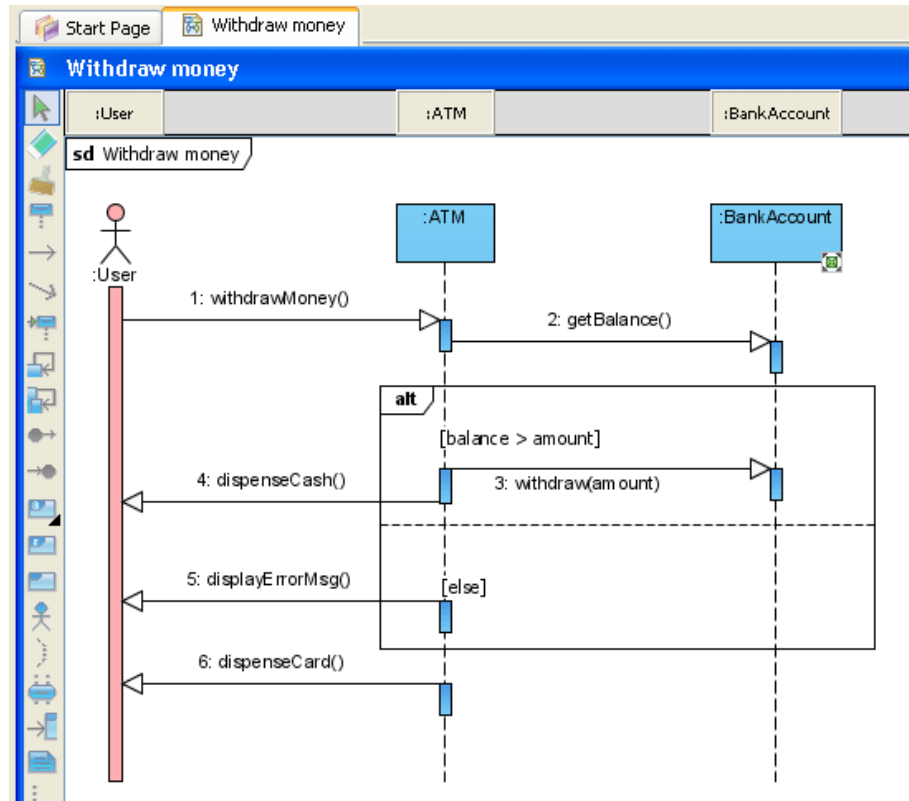 Start Page
Withdraw money
Withdraw money
:User
:ATM
:BankAccount
sd Withdraw money
:User
:ATM
:BankAccount
1: withdrawMoney()
2: getBalance()
alt
[balance > amount]
4: dispenseCash()
3: withdraw(amount)
5: displayErrorMsg()
[else]
6: dispenseCard()